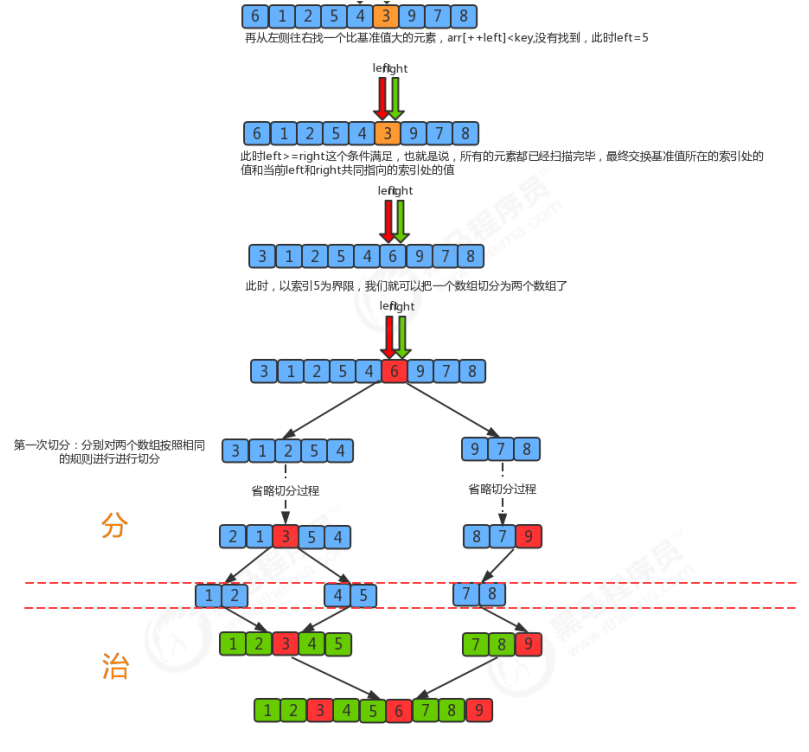 6 1 2 5 4 3 9 7 8
再从左侧往右找一个比基准值大的元素，arr[++left]<key,没有找到，此时left=5
left right
6 1 2 5 4 3 9 7 8
此时left>=right这个条件满足，也就是说，所有的元素都已经扫描完毕，最终交换基准值所在的索引处的
值和当前left和right共同指向的索引处的值
left right
3 1 2 5 4 6 9 7 8
此时，以索引5为界限，我们就可以把一个数组切分为两个数组了
left right
3 1 2 5 4 6 9 7 8
第一次切分：分别对两个数组按照相同
的规则进行进行切分
3 1 2 5 4
9 7 8
省略切分过程
省略切分过程
分
2 1 3 5 4
8 7 9
1 2
4 5
7 8
治
1 2 3 4 5
7 8 9
1 2 3 4 5 6 7 8 9
黑马程序员